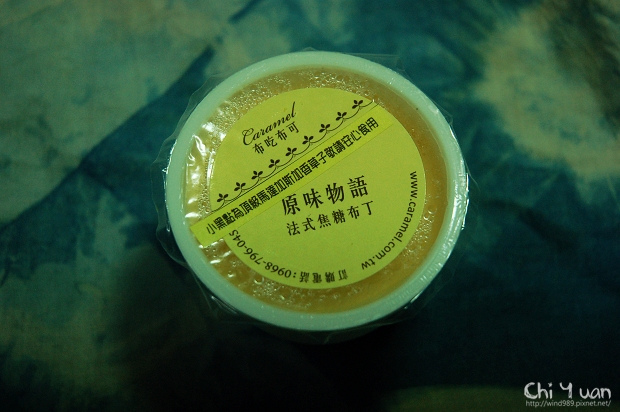 Caramel
布吃布可
小黑點為頂級馬達加斯加香草子敬請安心食用
原味物語
法式焦糖布丁
訂購電話:0968-796-045
www.caramel.com.tw
Chi Yuan
http://wind989.pixnet.net/